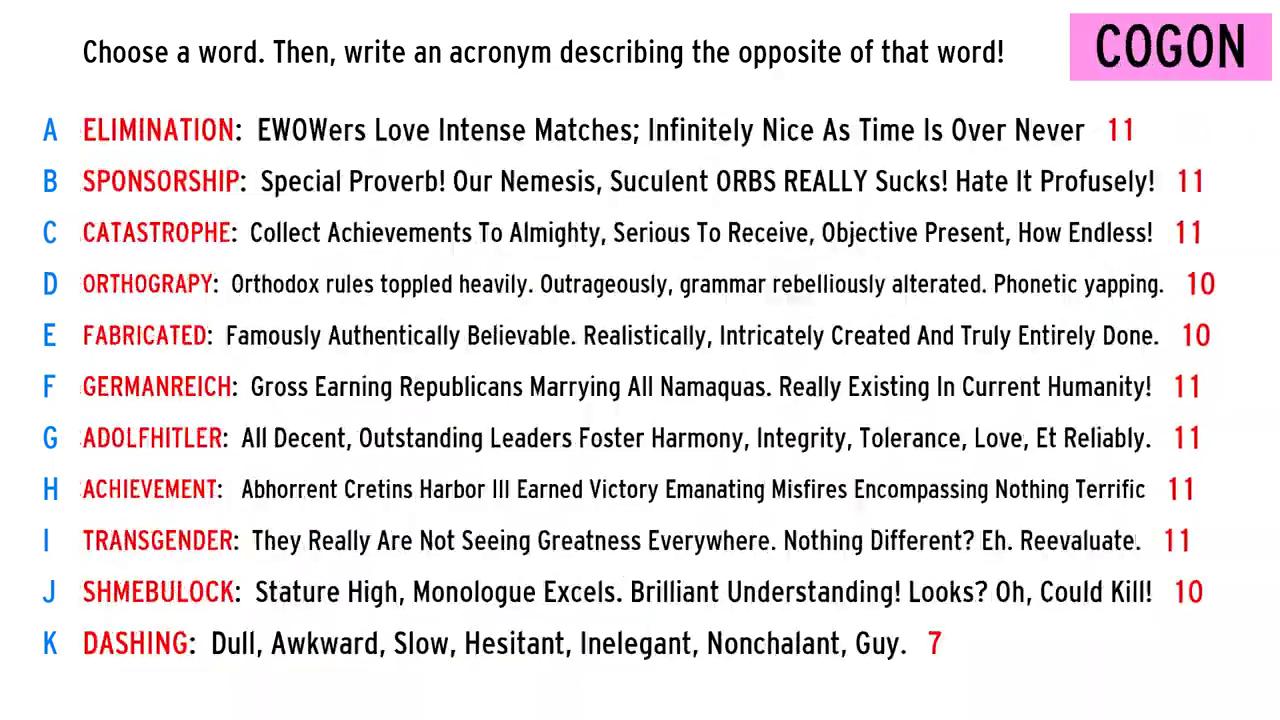 Choose a word. Then, write an acronym describing the opposite of that word!
COGON
A ELIMINATION: EWOWers Love Intense Matches; Infinitely Nice As Time Is Over Never 11
B SPONSORSHIP: Special Proverb! Our Nemesis, Suculent ORBS REALLY Sucks! Hate It Profusely! 11
C CATASTROPHE: Collect Achievements To Almighty, Serious To Receive, Objective Present, How Endless! 11
D ORTHOGRAPY: Orthodox rules toppled heavily. Outrageously, grammar rebelliously alterated. Phonetic yapping. 10
E FABRICATED: Famously Authentically Believable. Realistically, Intricately Created And Truly Entirely Done. 10
F GERMANREICH: Gross Earning Republicans Marrying All Namaquas. Really Existing In Current Humanity! 11
G ADOLFHITLER: All Decent, Outstanding Leaders Foster Harmony, Integrity, Tolerance, Love, Et Reliably. 11
H ACHIEVEMENT: Abhorrent Cretins Harbor Ill Earned Victory Emanating Misfires Encompassing Nothing Terrific 11
I TRANSGENDER: They Really Are Not Seeing Greatness Everywhere. Nothing Different? Eh. Reevaluate. 11
J SHMEBULOCK: Stature High, Monologue Excels. Brilliant Understanding! Looks? Oh, Could Kill! 10
K DASHING: Dull, Awkward, Slow, Hesitant, Inelegant, Nonchalant, Guy. 7